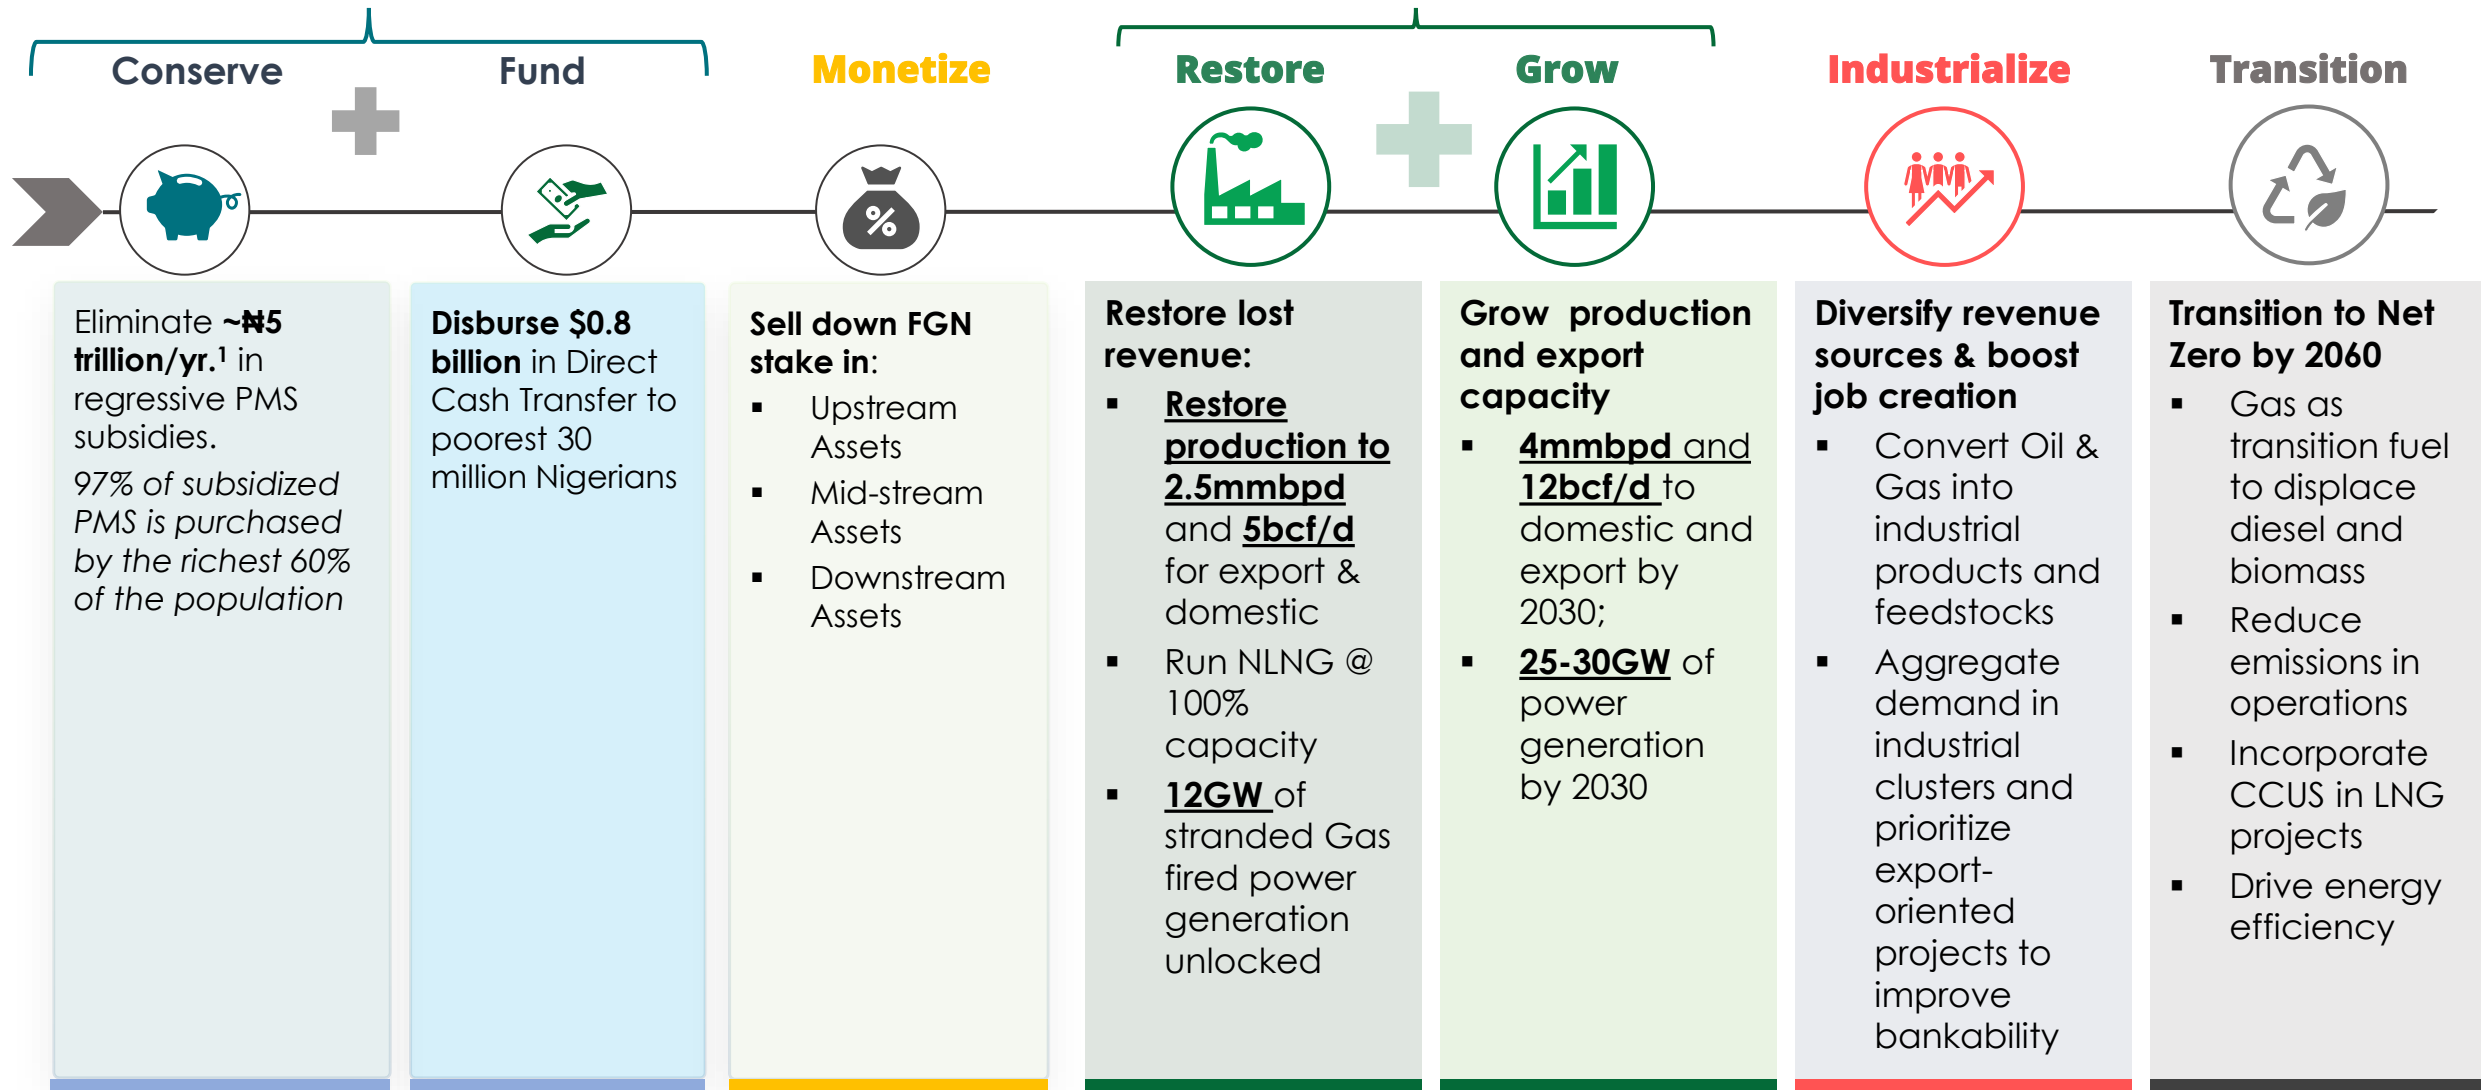 Conserve
Fund
Monetize
Restore
Grow
Industrialize
Transition
%
Eliminate ~₦5
trillion/yr.¹ in
regressive PMS
subsidies.
97% of subsidized
PMS is purchased
by the richest 60%
of the population
Disburse $0.8
billion in Direct
Cash Transfer to
poorest 30
million Nigerians
Sell down FGN
stake in:
▪ Upstream
Assets
▪ Mid-stream
Assets
▪ Downstream
Assets
Restore lost
revenue:
▪ Restore
production to
2.5mmbpd
and 5bcf/d
for export &
domestic
▪ Run NLNG @
100%
capacity
▪ 12GW of
stranded Gas
fired power
generation
unlocked
Grow production
and export
capacity
▪ 4mmbpd and
12bcf/d to
domestic and
export by
2030;
▪ 25-30GW of
power
generation
by 2030
Diversify revenue
sources & boost
job creation
▪ Convert Oil &
Gas into
industrial
products and
feedstocks
▪ Aggregate
demand in
industrial
clusters and
prioritize
export-
oriented
projects to
improve
bankability
Transition to Net
Zero by 2060
▪ Gas as
transition fuel
to displace
diesel and
biomass
▪ Reduce
emissions in
operations
▪ Incorporate
CCUS in LNG
projects
▪ Drive energy
efficiency